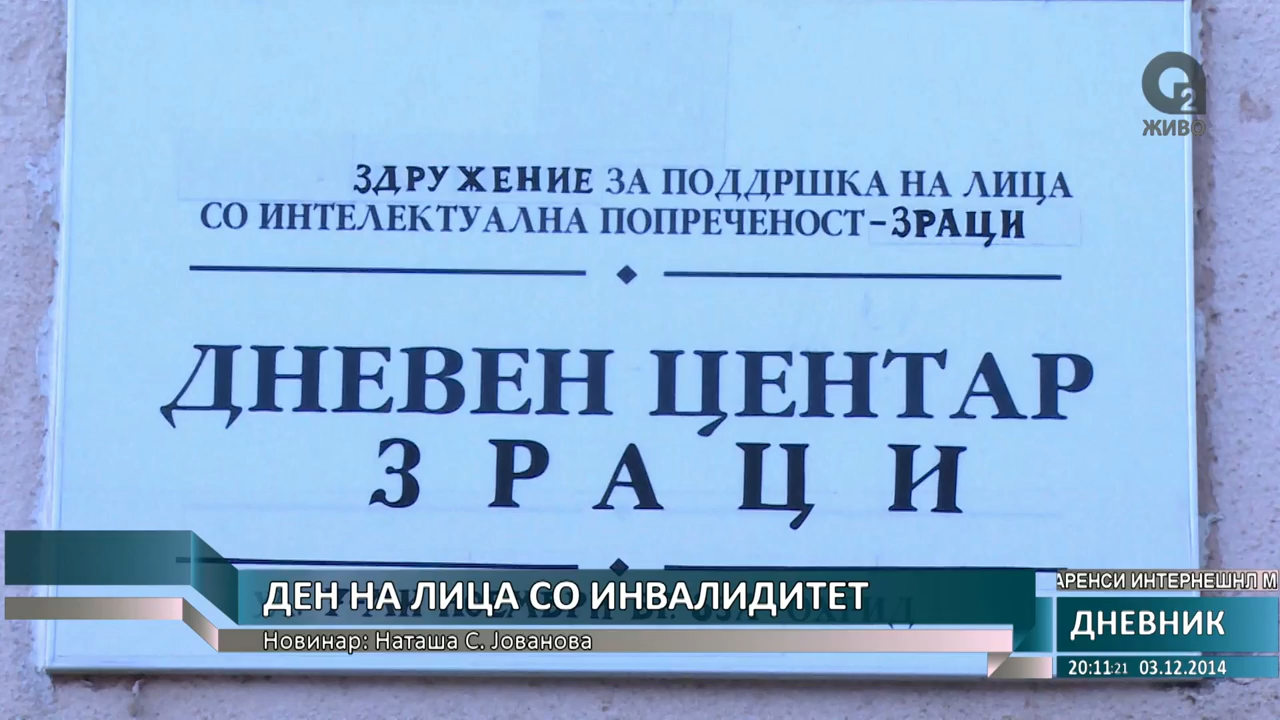 2
ЖИВО
ЗДРУЖЕНИЕ ЗА ПОДДРШКА НА ЛИЦА
СО ИНТЕЛЕКТУАЛНА ПОПРЕЧЕНОСТ-ЗРАЦИ
ДНЕВЕН ЦЕНТАР
ЗРАЦИ
ДЕН НА ЛИЦА СО ИНВАЛИДИТЕТ
Новинар: Наташа С. Јованова
АРЕНСИ ИНТЕРНЕШНЛ М
ДНЕВНИК
20:11:21 03.12.2014